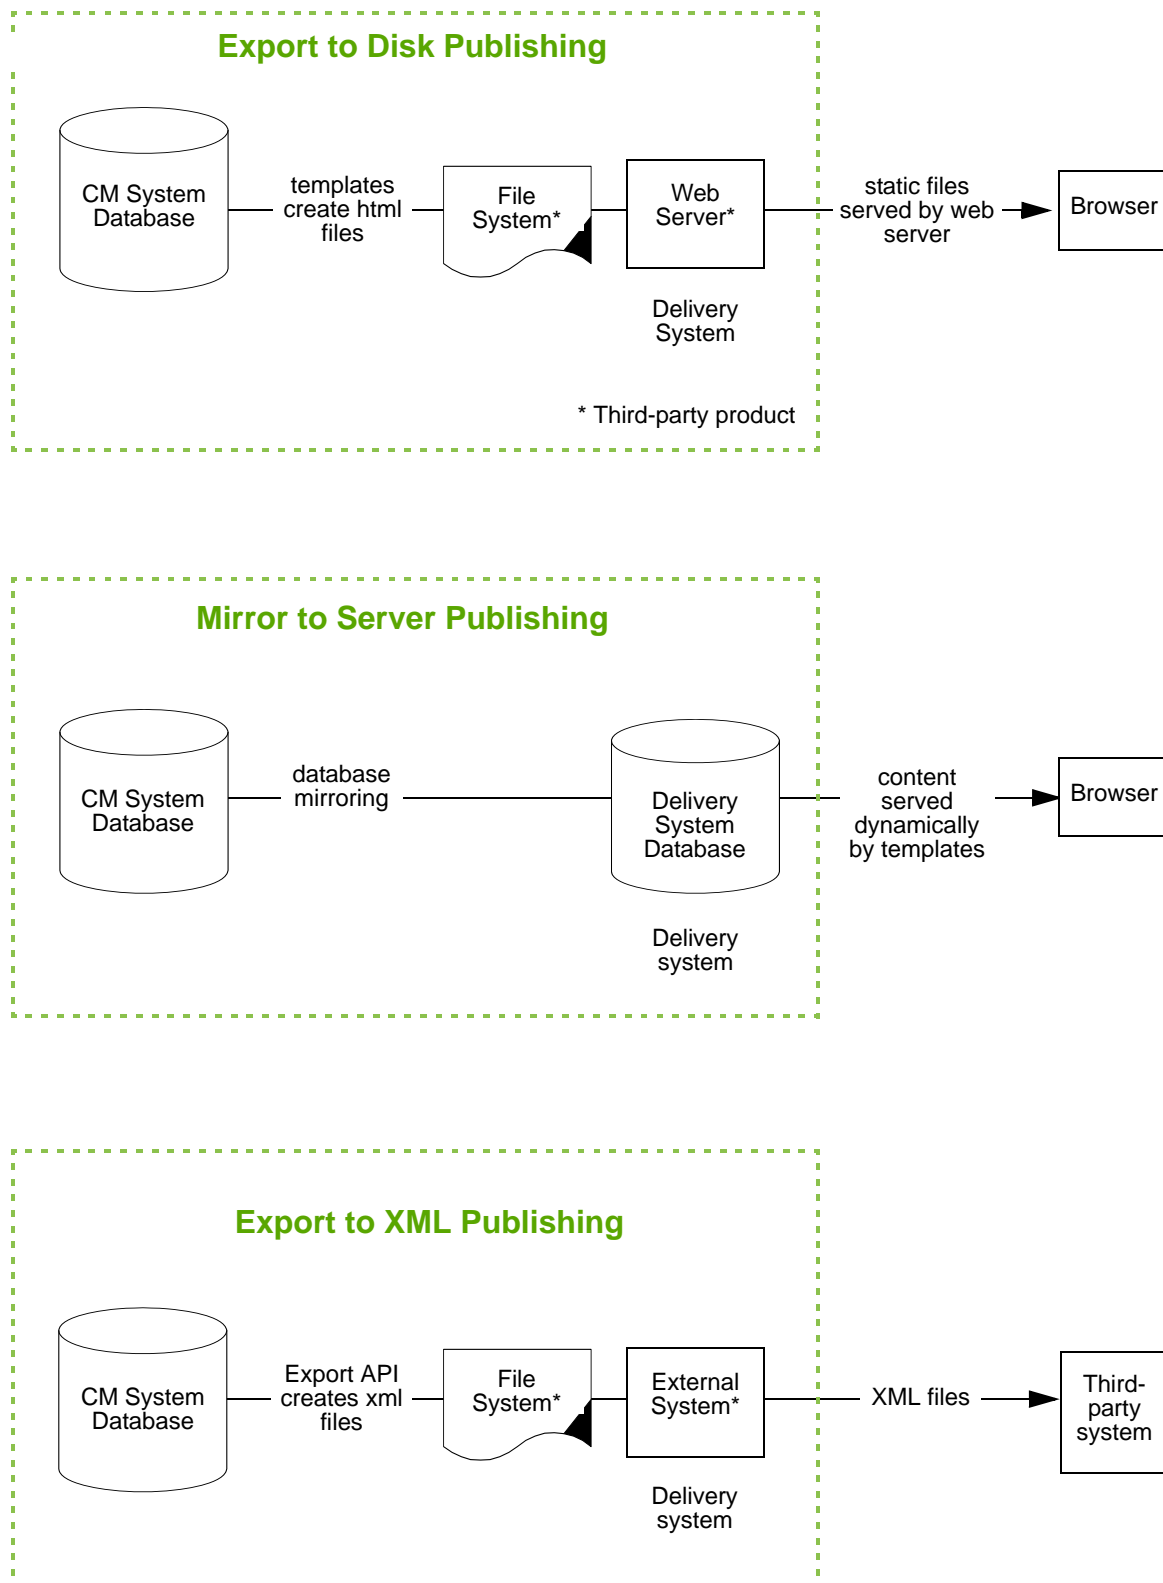 Export to Disk Publishing
CM System
Database
templates
create html
files
File
System*
Web
Server*
static files
served by web
server
Browser
Delivery
System
* Third-party product
Mirror to Server Publishing
CM System
Database
database
mirroring
Delivery
System
Database
content
served
dynamically
by templates
Browser
Delivery
system
Export to XML Publishing
CM System
Database
Export API
creates xml
files
File
System*
External
System*
XML files
Third-
party
system
Delivery
system